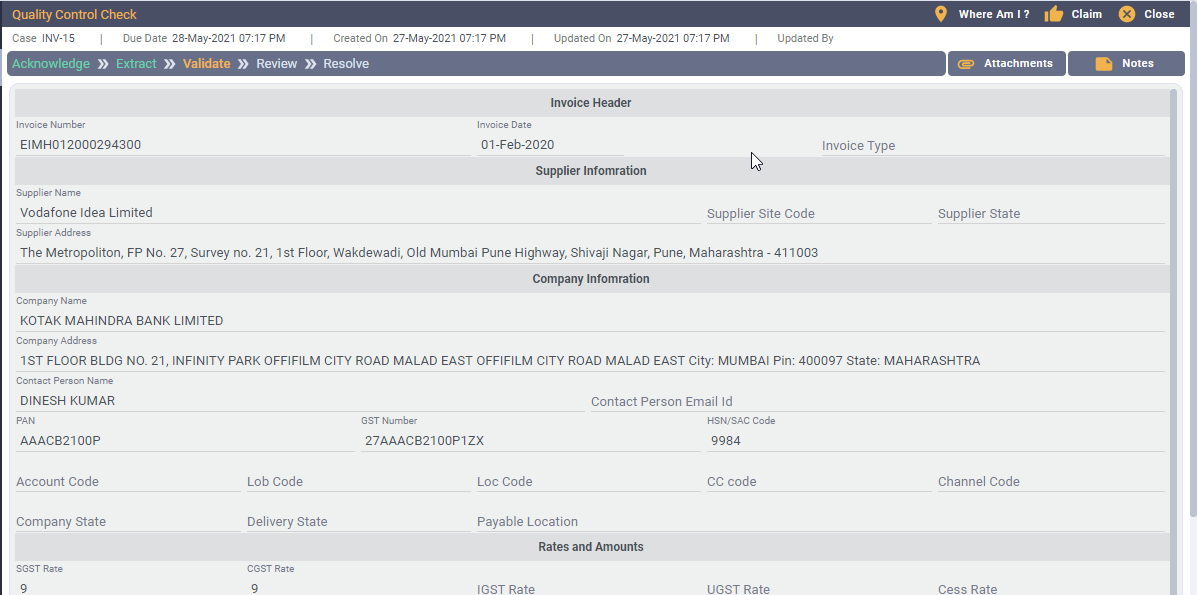 Quality Control Check Where Am I ? Claim Close
Case INV-15 | Due Date 28-May-2021 07:17 PM | Created On 27-May-2021 07:17 PM | Updated On 27-May-2021 07:17 PM | Updated By
Acknowledge » Extract » Validate » Review » Resolve Attachments Notes
Invoice Header
Invoice Number Invoice Date
EIMH012000294300 01-Feb-2020 Invoice Type
Supplier Infomration
Supplier Name
Vodafone Idea Limited Supplier Site Code Supplier State
Supplier Address
The Metropoliton, FP No. 27, Survey no. 21, 1st Floor, Wakdewadi, Old Mumbai Pune Highway, Shivaji Nagar, Pune, Maharashtra - 411003
Company Infomration
Company Name
KOTAK MAHINDRA BANK LIMITED
Company Address
1ST FLOOR BLDG NO. 21, INFINITY PARK OFFIFILM CITY ROAD MALAD EAST OFFIFILM CITY ROAD MALAD EAST City: MUMBAI Pin: 400097 State: MAHARASHTRA
Contact Person Name
DINESH KUMAR Contact Person Email Id
PAN GST Number HSN/SAC Code
AAACB2100P 27AAACB2100P1ZX 9984
Account Code Lob Code Loc Code CC code Channel Code
Company State Delivery State Payable Location
Rates and Amounts
SGST Rate CGST Rate
9 9 IGST Rate UGST Rate Cess Rate